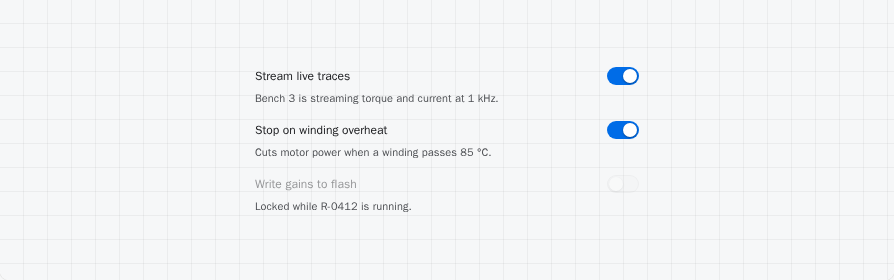 Stream live traces
Bench 3 is streaming torque and current at 1 kHz.
Stop on winding overheat
Cuts motor power when a winding passes 85 °C.
Write gains to flash
Locked while R-0412 is running.